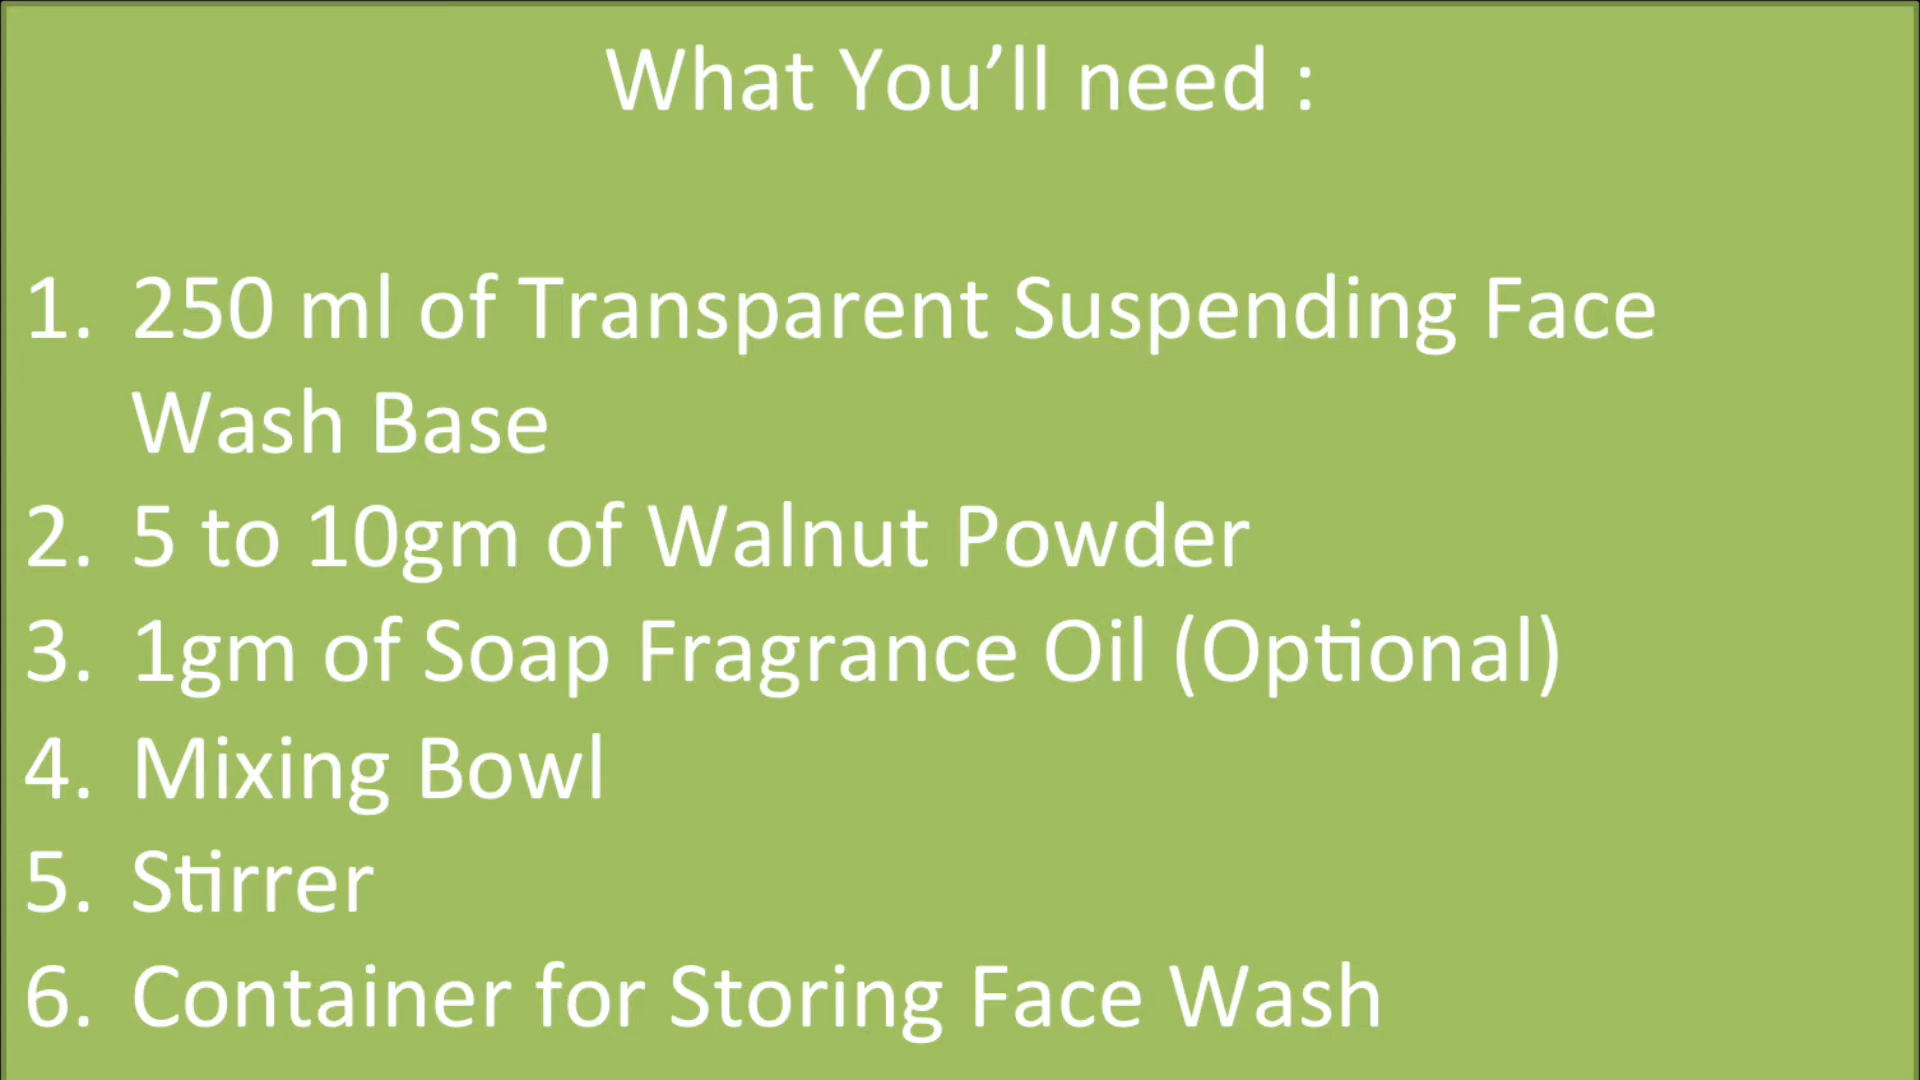 What You’ll need :
1. 250 ml of Transparent Suspending Face
Wash Base
2. 5 to 10gm of Walnut Powder
3. 1gm of Soap Fragrance Oil (Optional)
4. Mixing Bowl
5. Stirrer
6. Container for Storing Face Wash